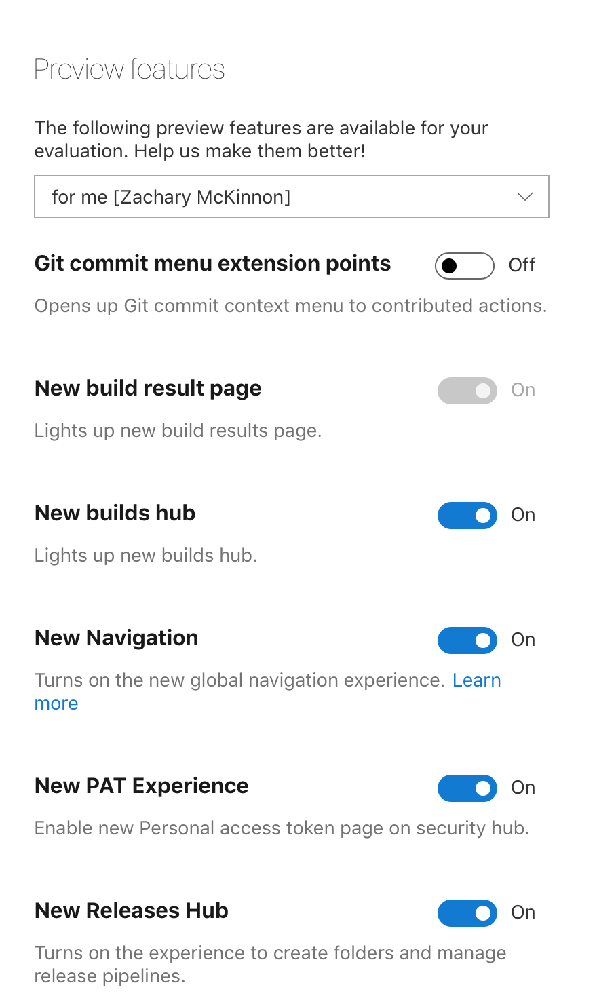 Preview features
The following preview features are available for your
evaluation. Help us make them better!
for me [Zachary McKinnon]
Git commit menu extension points
Off
Opens up Git commit context menu to contributed actions.
New build result page
On
Lights up new build results page.
New builds hub
On
Lights up new builds hub.
New Navigation
On
Turns on the new global navigation experience. Learn
more
New PAT Experience
On
Enable new Personal access token page on security hub.
New Releases Hub
On
Turns on the experience to create folders and manage
release pipelines.